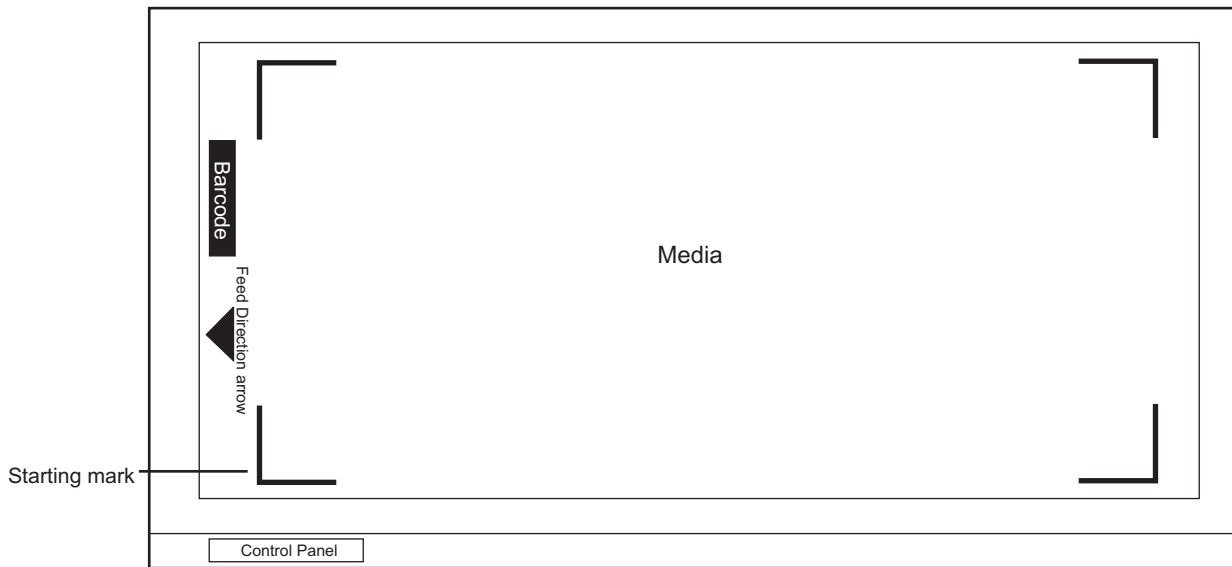 Barcode
Media
Feed Direction arrow
Starting mark
Control Panel